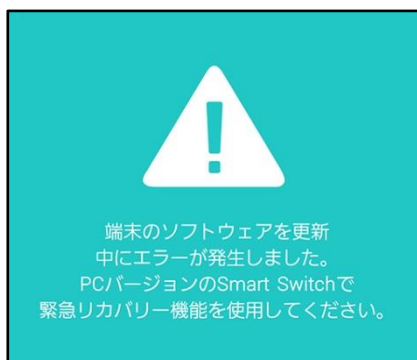 端末のソフトウェアを更新
中にエラーが発生しました。
PCバージョンのSmart Switchで
緊急リカバリー機能を使用してください。